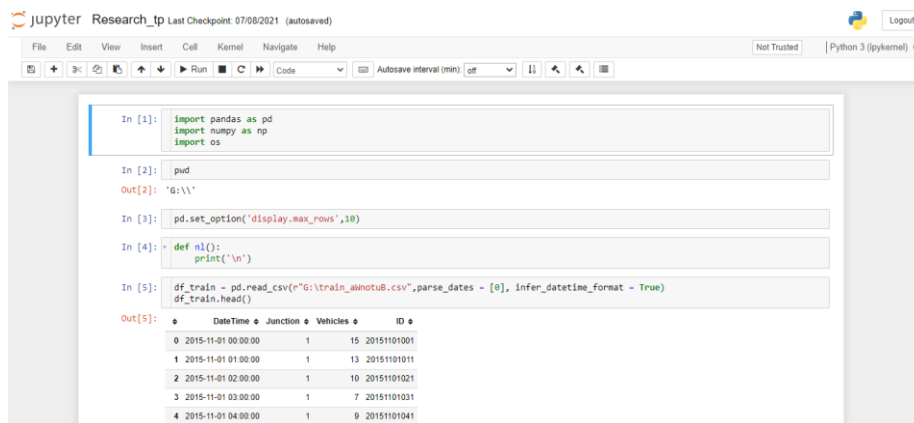 jupyter Research_tp Last Checkpoint: 07/08/2021 (autosaved)
Logout
File Edit View Insert Cell Kernel Navigate Help
Not Trusted Python 3 (ipykernel)
Run Code Autosave interval (min): off
In [1]: import pandas as pd
import numpy as np
import os
In [2]: pwd
Out[2]: 'G:\\'
In [3]: pd.set_option('display.max_rows',10)
In [4]: def nl():
print('\n')
In [5]: df_train = pd.read_csv(r"G:\train_aWnotuB.csv",parse_dates = [0], infer_datetime_format = True)
df_train.head()
Out[5]:
DateTime Junction Vehicles ID
0 2015-11-01 00:00:00 1 15 20151101001
1 2015-11-01 01:00:00 1 13 20151101011
2 2015-11-01 02:00:00 1 10 20151101021
3 2015-11-01 03:00:00 1 7 20151101031
4 2015-11-01 04:00:00 1 9 20151101041